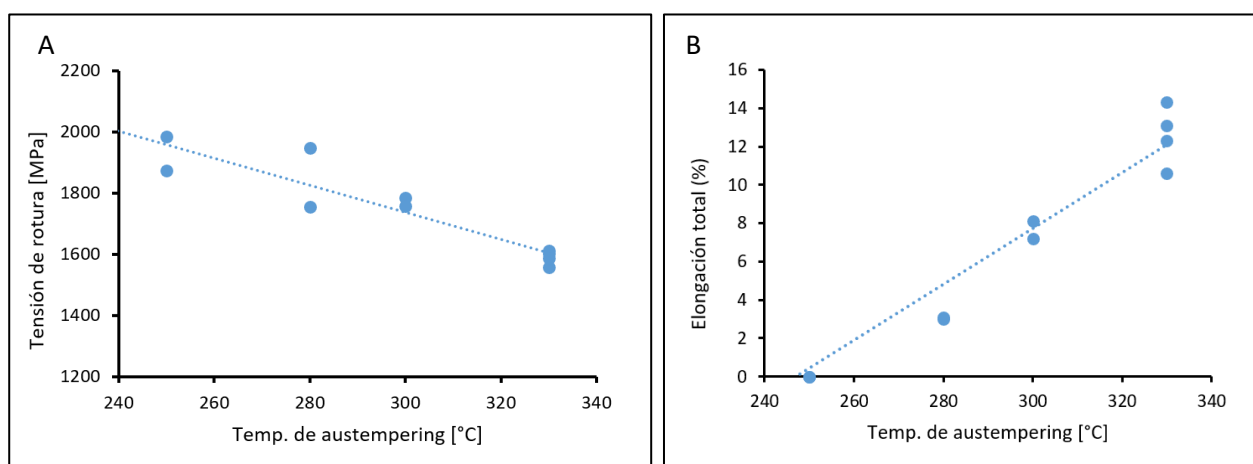 A
Tensión de rotura [MPa]
2200
2000
1800
1600
1400
1200
240 260 280 300 320 340
Temp. de austempering [°C]
B
Elongación total (%)
16
14
12
10
8
6
4
2
0
240 260 280 300 320 340
Temp. de austempering [°C]